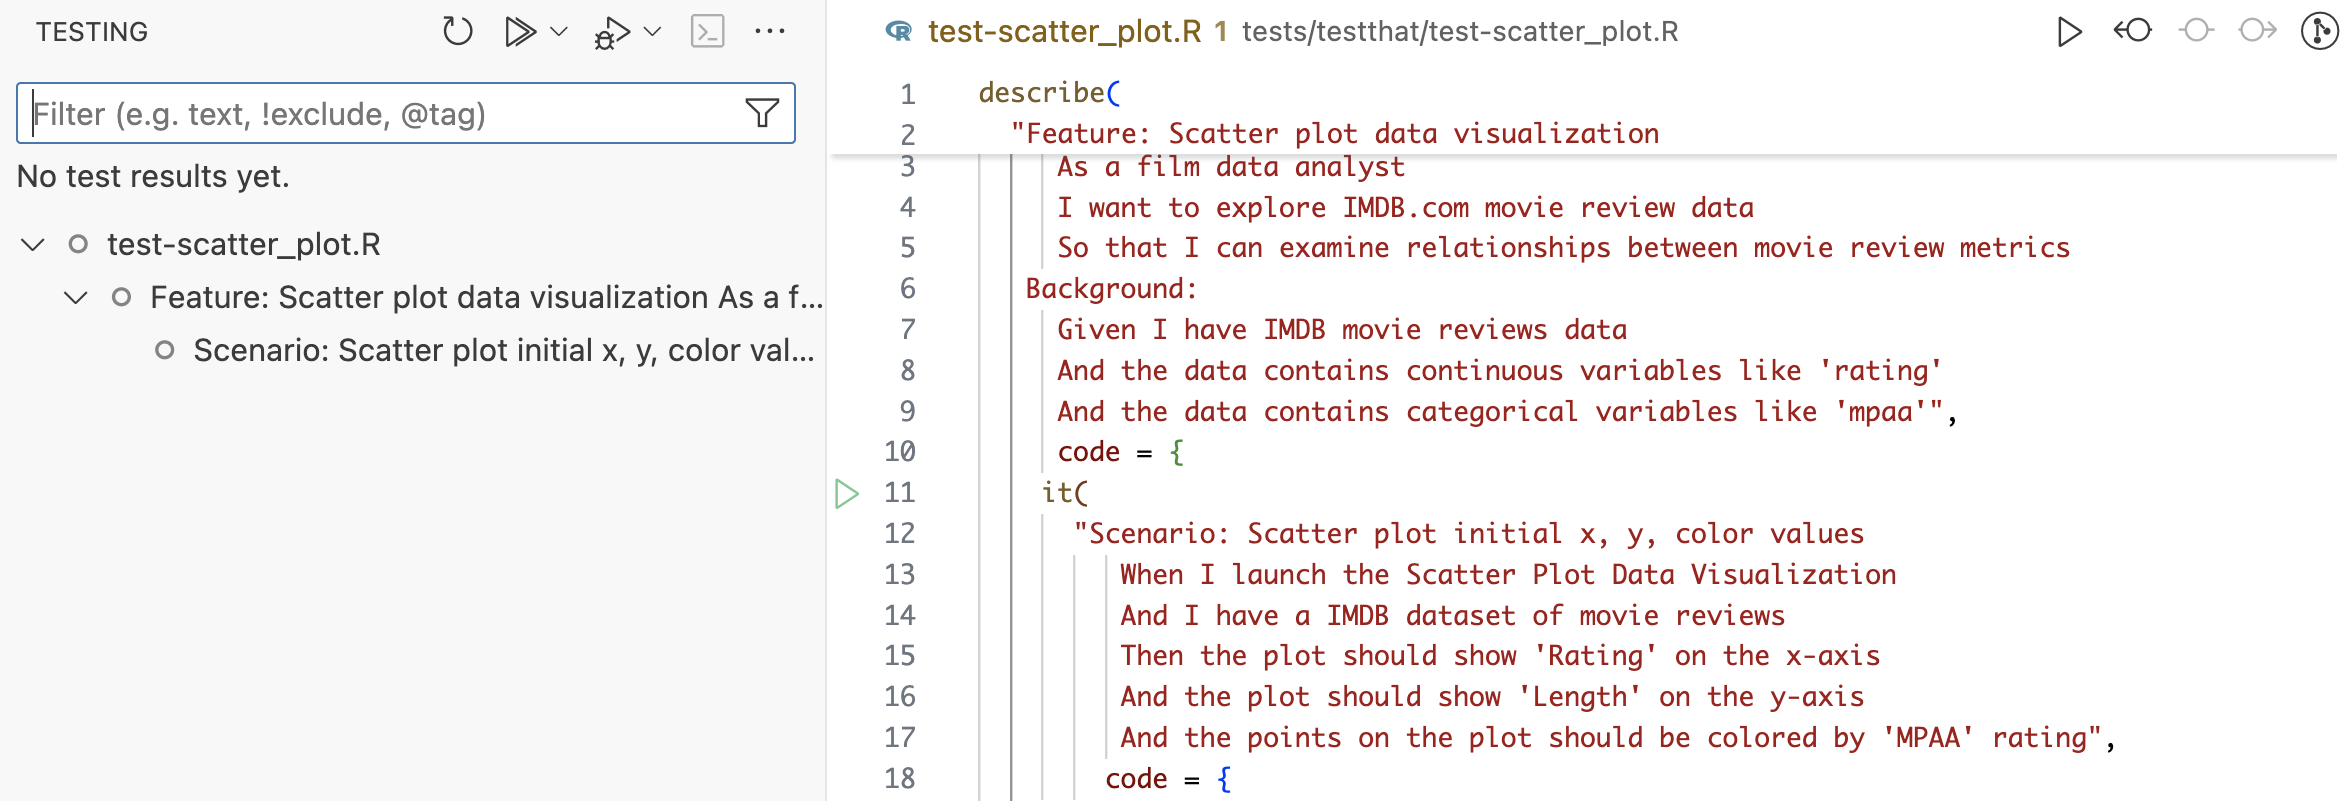 TESTING
Filter (e.g. text, !exclude, @tag)
No test results yet.
test-scatter_plot.R
Feature: Scatter plot data visualization As a f...
Scenario: Scatter plot initial x, y, color val...
R test-scatter_plot.R 1 tests/testthat/test-scatter_plot.R
1 describe(
2 "Feature: Scatter plot data visualization
3 As a film data analyst
4 I want to explore IMDB.com movie review data
5 So that I can examine relationships between movie review metrics
6 Background:
7 Given I have IMDB movie reviews data
8 And the data contains continuous variables like 'rating'
9 And the data contains categorical variables like 'mpaa'",
10 code = {
11 it(
12 "Scenario: Scatter plot initial x, y, color values
13 When I launch the Scatter Plot Data Visualization
14 And I have a IMDB dataset of movie reviews
15 Then the plot should show 'Rating' on the x-axis
16 And the plot should show 'Length' on the y-axis
17 And the points on the plot should be colored by 'MPAA' rating",
18 code = {